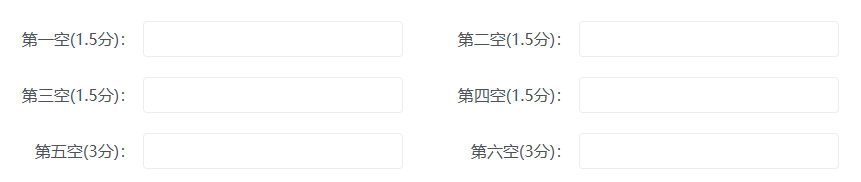 第一空(1.5分)： 第二空(1.5分)：
第三空(1.5分)： 第四空(1.5分)：
第五空(3分)： 第六空(3分)：